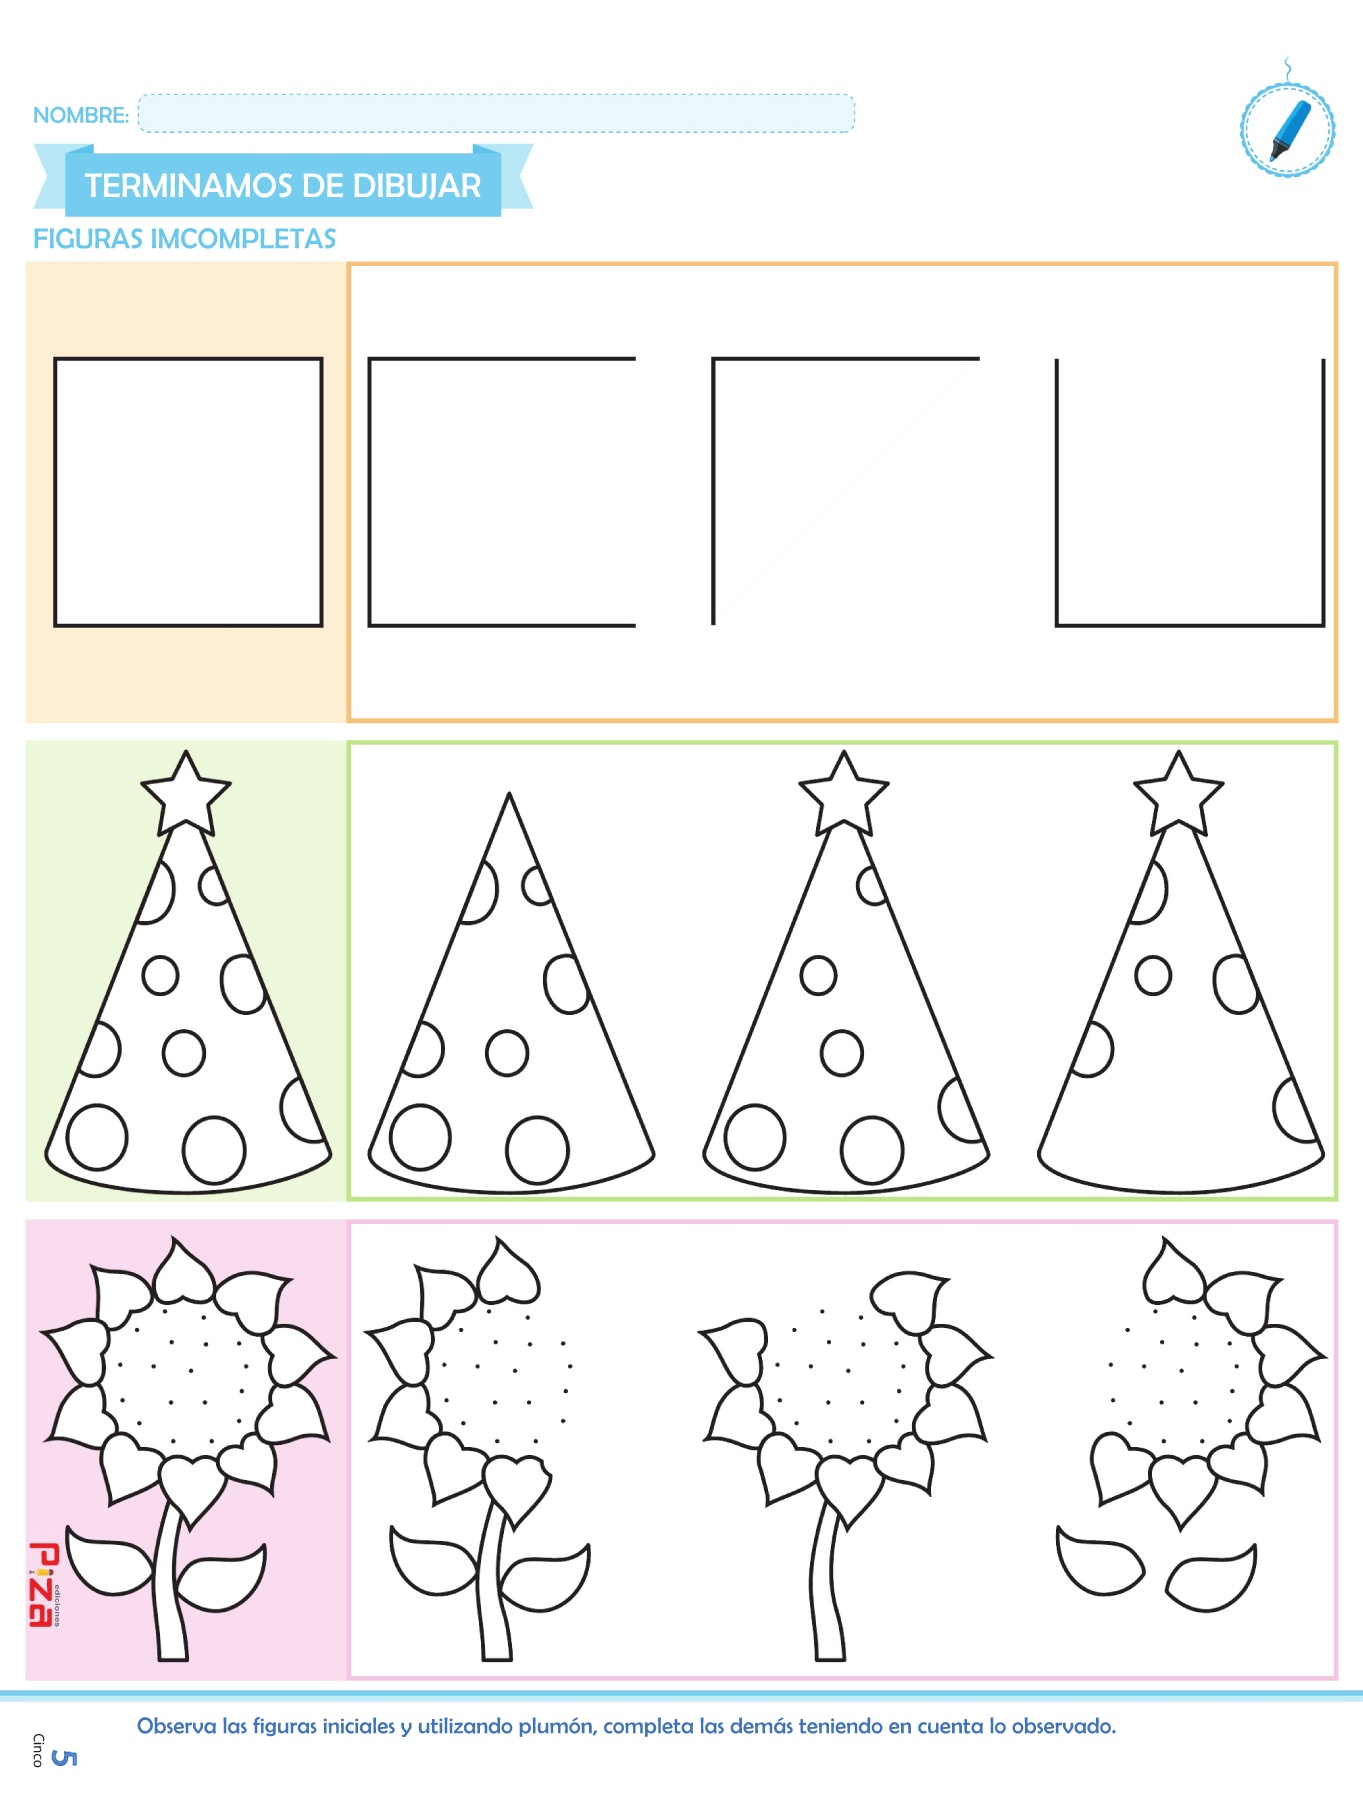 NOMBRE:
TERMINAMOS DE DIBUJAR
FIGURAS IMCOMPLETAS
Piza
ediciones
Observa las figuras iniciales y utilizando plumón, completa las demás teniendo en cuenta lo observado.
Cinco
5